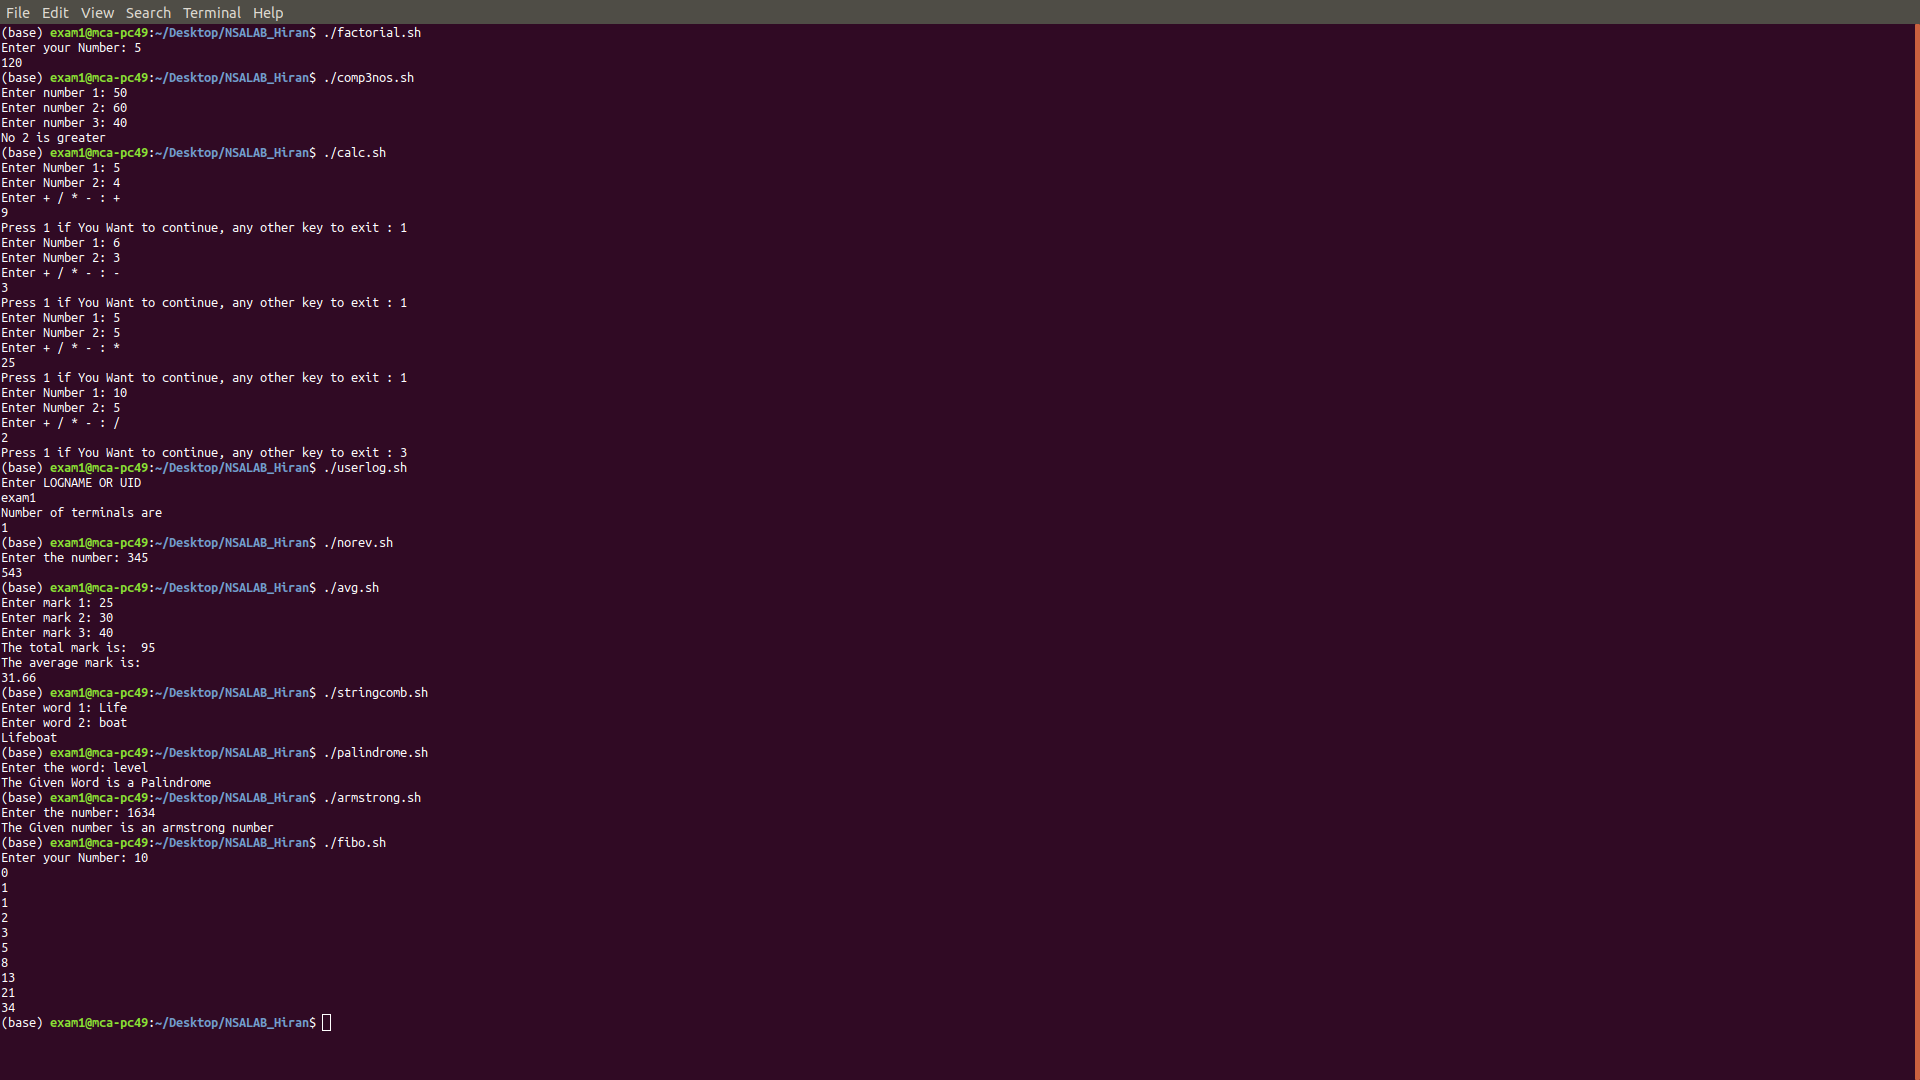 File Edit View Search Terminal Help
(base) exam1@mca-pc49:~/Desktop/NSALAB_Hiran$ ./factorial.sh
Enter your Number: 5
120
(base) exam1@mca-pc49:~/Desktop/NSALAB_Hiran$ ./comp3nos.sh
Enter number 1: 50
Enter number 2: 60
Enter number 3: 40
No 2 is greater
(base) exam1@mca-pc49:~/Desktop/NSALAB_Hiran$ ./calc.sh
Enter Number 1: 5
Enter Number 2: 4
Enter + / * - : +
9
Press 1 if You Want to continue, any other key to exit : 1
Enter Number 1: 6
Enter Number 2: 3
Enter + / * - : -
3
Press 1 if You Want to continue, any other key to exit : 1
Enter Number 1: 5
Enter Number 2: 5
Enter + / * - : *
25
Press 1 if You Want to continue, any other key to exit : 1
Enter Number 1: 10
Enter Number 2: 5
Enter + / * - : /
2
Press 1 if You Want to continue, any other key to exit : 3
(base) exam1@mca-pc49:~/Desktop/NSALAB_Hiran$ ./userlog.sh
Enter LOGNAME OR UID
exam1
Number of terminals are
1
(base) exam1@mca-pc49:~/Desktop/NSALAB_Hiran$ ./norev.sh
Enter the number: 345
543
(base) exam1@mca-pc49:~/Desktop/NSALAB_Hiran$ ./avg.sh
Enter mark 1: 25
Enter mark 2: 30
Enter mark 3: 40
The total mark is:  95
The average mark is:
31.66
(base) exam1@mca-pc49:~/Desktop/NSALAB_Hiran$ ./stringcomb.sh
Enter word 1: Life
Enter word 2: boat
Lifeboat
(base) exam1@mca-pc49:~/Desktop/NSALAB_Hiran$ ./palindrome.sh
Enter the word: level
The Given Word is a Palindrome
(base) exam1@mca-pc49:~/Desktop/NSALAB_Hiran$ ./armstrong.sh
Enter the number: 1634
The Given number is an armstrong number
(base) exam1@mca-pc49:~/Desktop/NSALAB_Hiran$ ./fibo.sh
Enter your Number: 10
0
1
1
2
3
5
8
13
21
34
(base) exam1@mca-pc49:~/Desktop/NSALAB_Hiran$